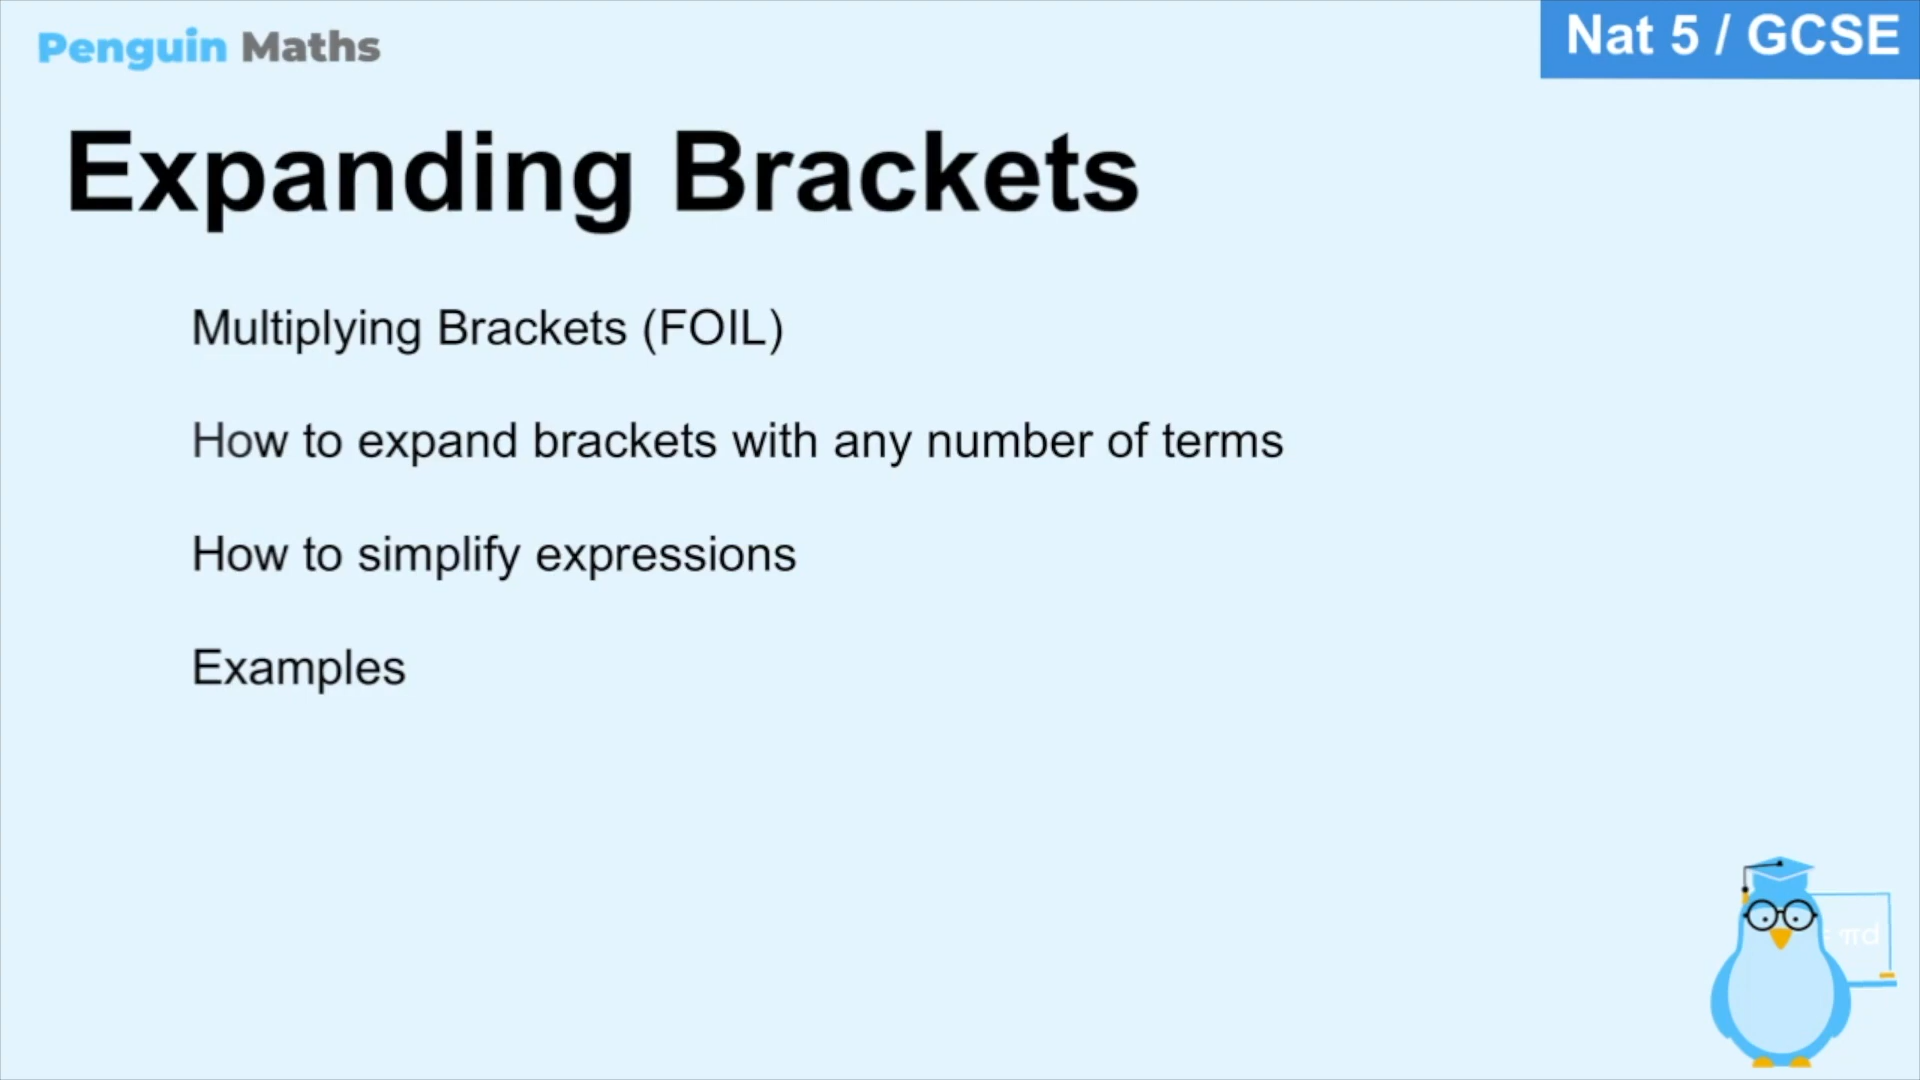 Penguin Maths
Nat 5 / GCSE
Expanding Brackets
Multiplying Brackets (FOIL)
How to expand brackets with any number of terms
How to simplify expressions
Examples
πd